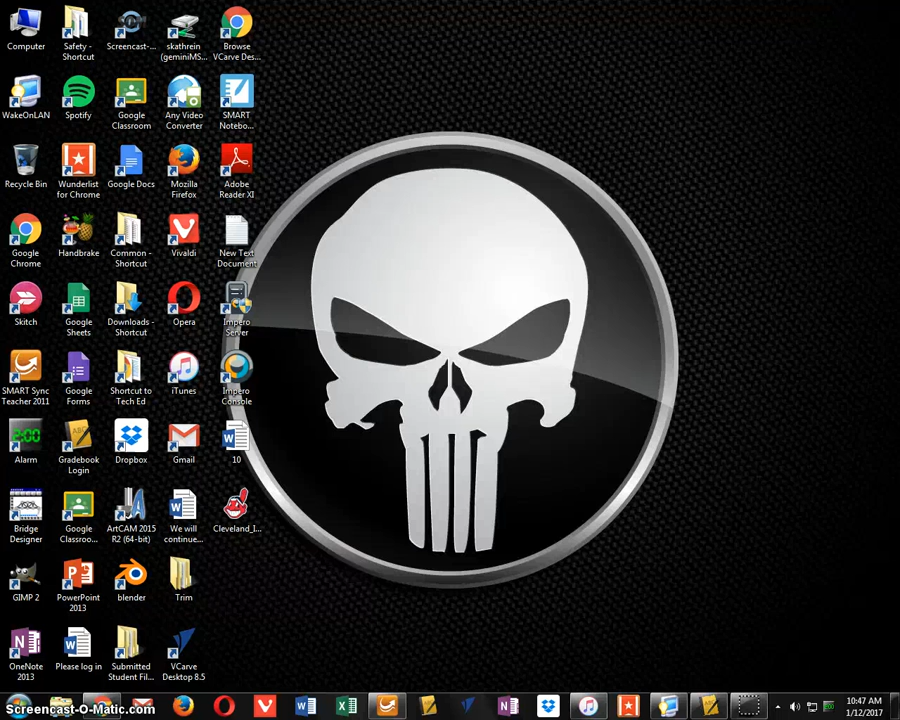 Computer
Safety -
Shortcut
Screencast-...
skathrein
(geminiMS...
Browse
VCarve Des...
WakeOnLAN
Spotify
Google
Classroom
Any Video
Converter
SMART
Notebo...
Recycle Bin
Wunderlist
for Chrome
Google Docs
Mozilla
Firefox
Adobe
Reader XI
Google
Chrome
Handbrake
Common -
Shortcut
Vivaldi
New Text
Document
Skitch
Google
Sheets
Downloads -
Shortcut
Opera
Impero
Server
SMART Sync
Teacher 2011
Google
Forms
Shortcut to
Tech Ed
iTunes
Impero
Console
2:00
Alarm
ABC
Gradebook
Login
Dropbox
Gmail
10
Bridge
Designer
Google
Classroo...
ArtCAM 2015
R2 (64-bit)
We will
continue...
Cleveland_I...
GIMP 2
PowerPoint
2013
blender
Trim
OneNote
2013
Please log in
Submitted
Student Fil...
VCarve
Desktop 8.5
Screencast-O-Matic.com
10:47 AM
1/12/2017